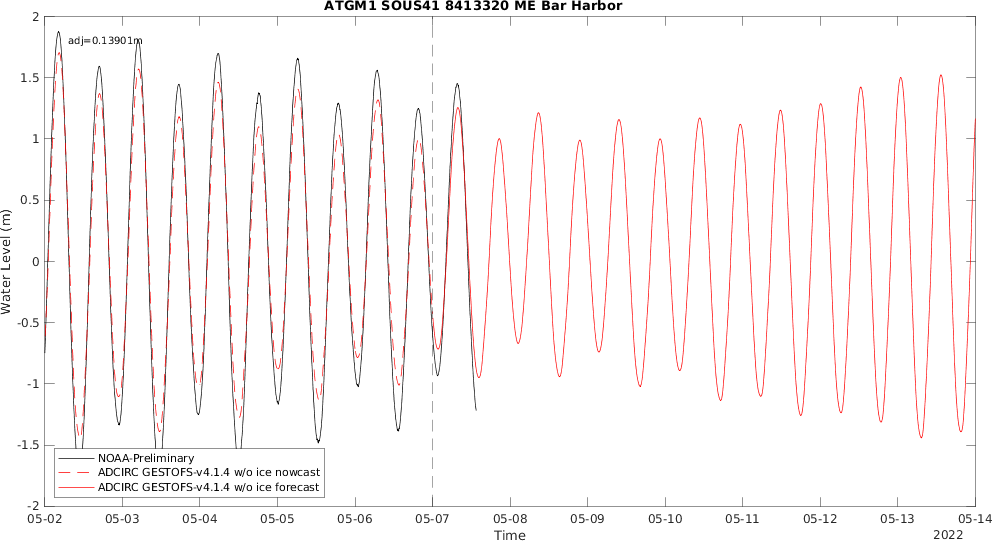 ATGM1 SOUS41 8413320 ME Bar Harbor
adj=0.13901m
2
1.5
1
0.5
0
-0.5
-1
-1.5
-2
Water Level (m)
NOAA-Preliminary
ADCIRC GESTOFS-v4.1.4 w/o ice nowcast
ADCIRC GESTOFS-v4.1.4 w/o ice forecast
05-02 05-03 05-04 05-05 05-06 05-07 05-08 05-09 05-10 05-11 05-12 05-13 05-14
Time
2022